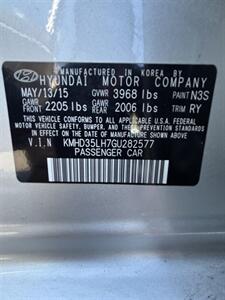 MANUFACTURED IN KOREA BY
HYUNDAI MOTOR COMPANY
MAY/13/15 GVWR 3968 lbs PAINT N3S
GAWR FRONT 2205 lbs GAWR REAR 2006 lbs TRIM RY
THIS VEHICLE CONFORMS TO ALL APPLICABLE
FEDERAL MOTOR VEHICLE SAFETY, BUMPER, AND
THEFT PREVENTION STANDARDS IN EFFECT ON
THE DATE OF MANUFACTURE SHOWN ABOVE.
V.I.N KMHD35LH7GU282577
PASSENGER CAR